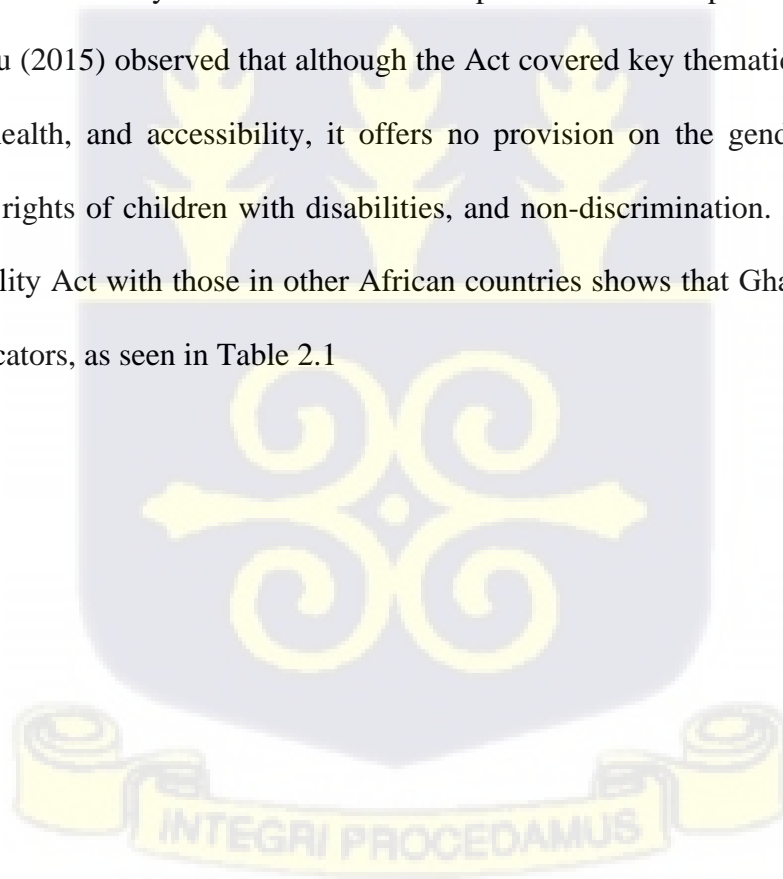 u (2015) observed that although the Act covered key thematic
ealth, and accessibility, it offers no provision on the gend
rights of children with disabilities, and non-discrimination.
lity Act with those in other African countries shows that Gha
cators, as seen in Table 2.1
INTEGRI PROCEDAMUS